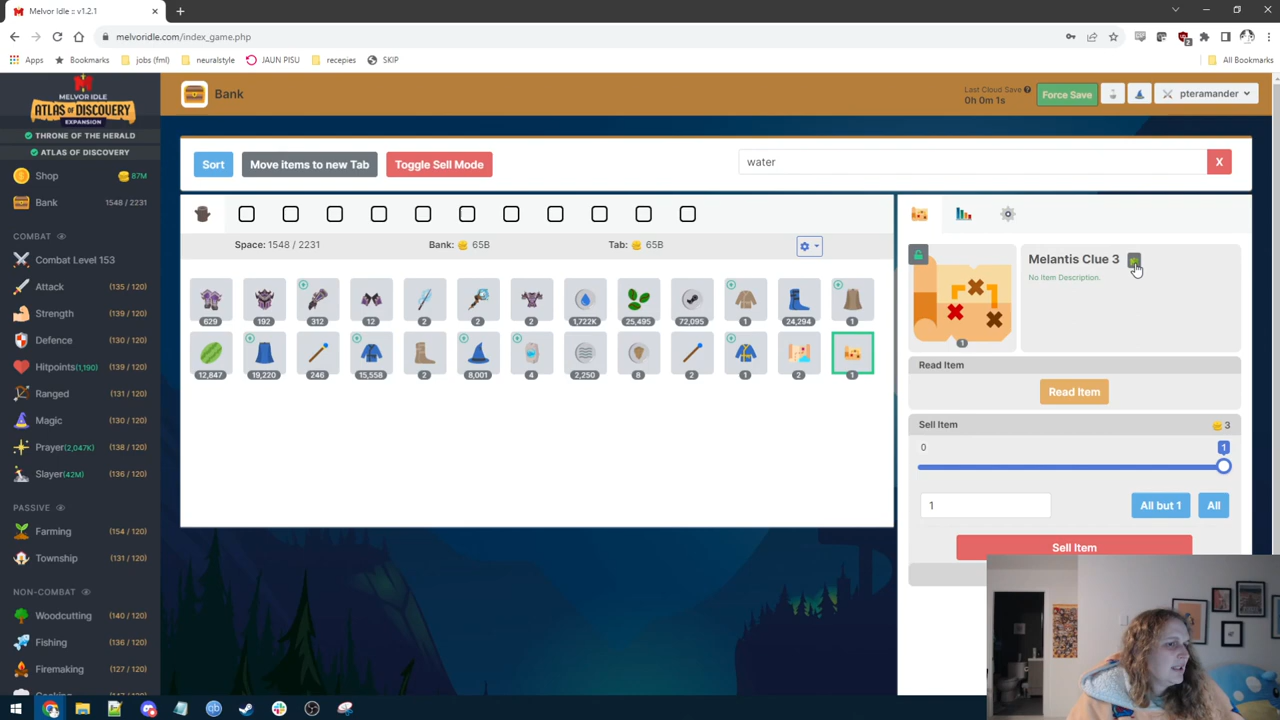 Melvor Idle :: v1.2.1
melvoridle.com/index_game.php
Apps
Bookmarks
jobs (fml)
neuralstyle
JAUN PISU
recepies
SKIP
All Bookmarks
MELVOR IDLE
ATLAS OF DISCOVERY
EXPANSION
THRONE OF THE HERALD
ATLAS OF DISCOVERY
Shop 87M
Bank 1548 / 2231
COMBAT
Combat Level 153
Attack (135 / 120)
Strength (139 / 120)
Defence (130 / 120)
Hitpoints(1,190) (136 / 120)
Ranged (130 / 120)
Magic (130 / 120)
Prayer(2,047K) (138 / 120)
Slayer(42M) (136 / 120)
PASSIVE
Farming (154 / 120)
Township (131 / 120)
NON-COMBAT
Woodcutting (140 / 120)
Fishing (136 / 120)
Firemaking (127 / 120)
Bank
Last Cloud Save
0h 0m 1s
Force Save
pteramander
Sort
Move items to new Tab
Toggle Sell Mode
water
X
Space: 1548 / 2231
Bank: 65B
Tab: 65B
629 192 312 12 2 2 2 1,722K 25,495 72,095 1 24,294 1
12,847 19,220 246 15,558 2 8,001 4 2,250 8 2 1 2 1
Melantis Clue 3
No Item Description.
1
Read Item
Read Item
Sell Item 3
0
1
1
All but 1
All
Sell Item